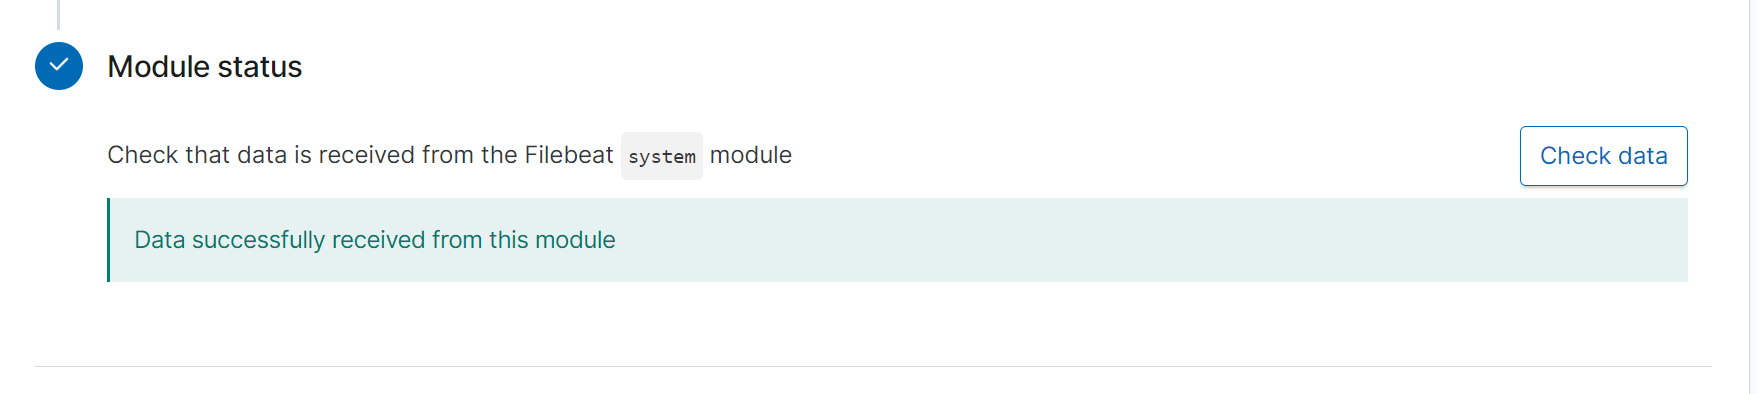 Module status
Check that data is received from the Filebeat system module
Check data
Data successfully received from this module